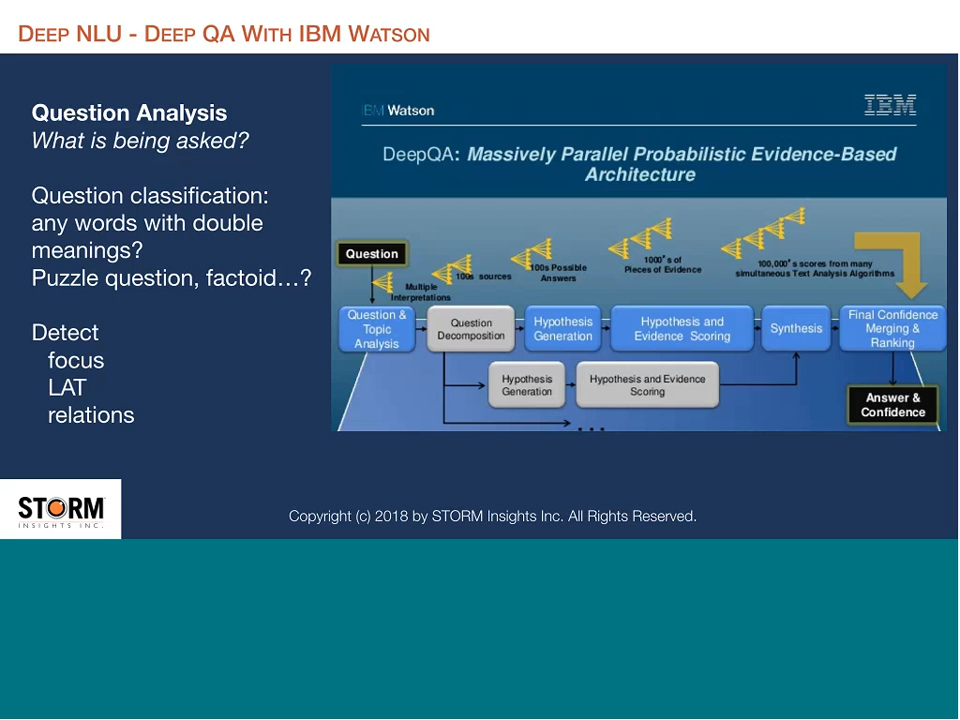 DEEP NLU - DEEP QA WITH IBM WATSON
Question Analysis
What is being asked?
Question classification:
any words with double
meanings?
Puzzle question, factoid…?
Detect
focus
LAT
relations
IBM Watson
IBM
DeepQA: Massively Parallel Probabilistic Evidence-Based
Architecture
Question
Multiple
Interpretations
100s sources
100s Possible
Answers
1000's of
Pieces of Evidence
100,000's scores from many
simultaneous Text Analysis Algorithms
Question &
Topic
Analysis
Question
Decomposition
Hypothesis
Generation
Hypothesis and
Evidence Scoring
Synthesis
Final Confidence
Merging &
Ranking
Hypothesis
Generation
Hypothesis and Evidence
Scoring
Answer &
Confidence
. . .
STORM
INSIGHTS INC.
Copyright (c) 2018 by STORM Insights Inc. All Rights Reserved.